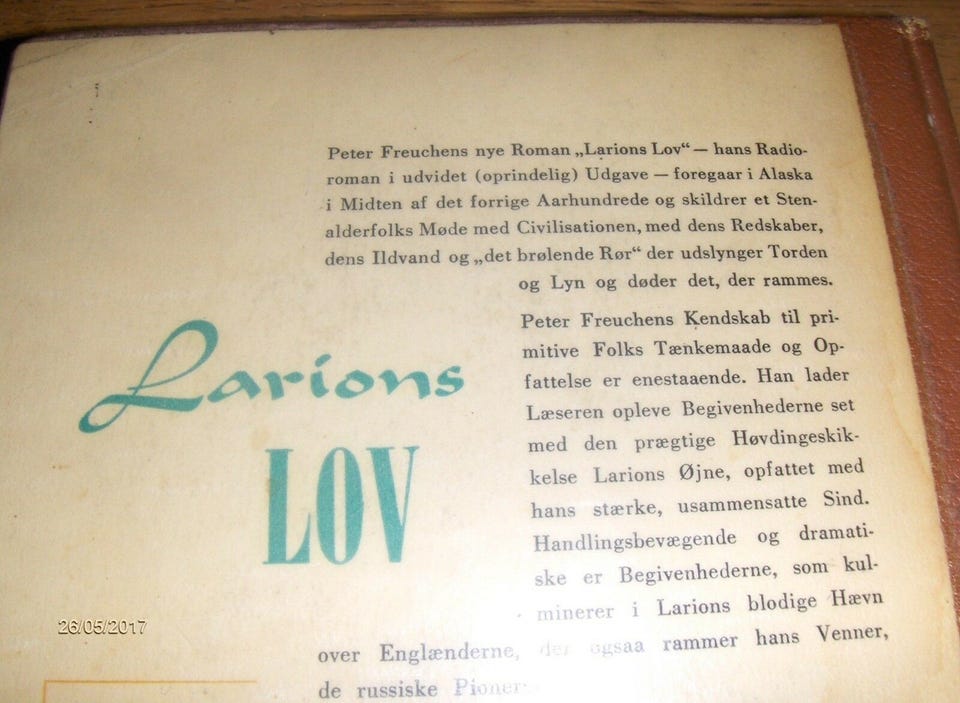 Peter Freuchens nye Roman „Larions Lov“ — hans Radio-
roman i udvidet (oprindelig) Udgave — foregaar i Alaska
i Midten af det forrige Aarhundrede og skildrer et Sten-
alderfolks Møde med Civilisationen, med dens Redskaber,
dens Ildvand og „det brølende Rør“ der udslynger Torden
og Lyn og døder det, der rammes.
Larions
LOV
Peter Freuchens Kendskab til pri-
mitive Folks Tænkemaade og Op-
fattelse er enestaaende. Han lader
Læseren opleve Begivenhederne set
med den prægtige Høvdingeskik-
kelse Larions Øjne, opfattet med
hans stærke, usammensatte Sind.
Handlingsbevægende og dramati-
ske er Begivenhederne, som kul-
minerer i Larions blodige Hævn
over Englænderne, der ogsaa rammer hans Venner,
de russiske
26/05/2017